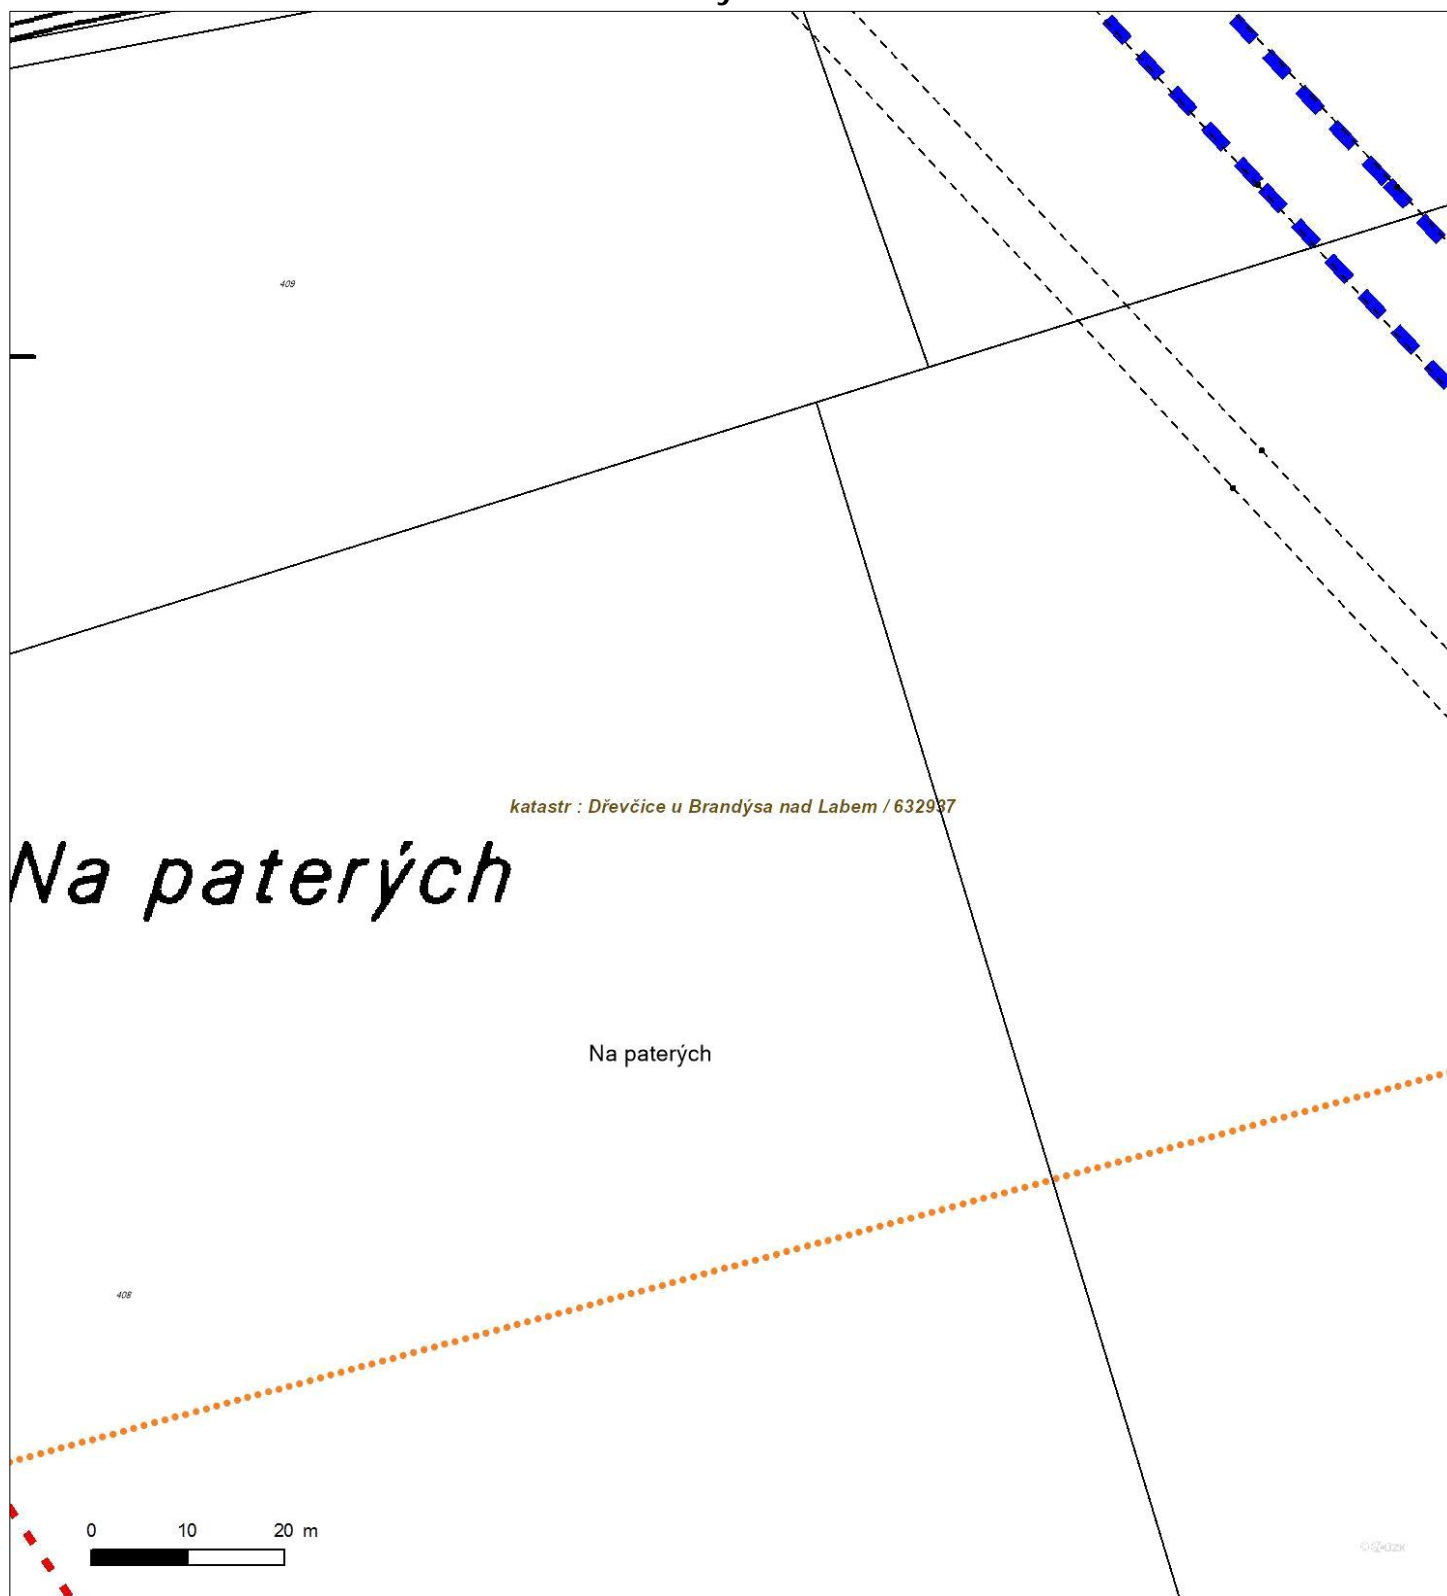 409
katastr : Dřevčice u Brandýsa nad Labem / 632937
Na paterých
Na paterých
408
0 10 20 m